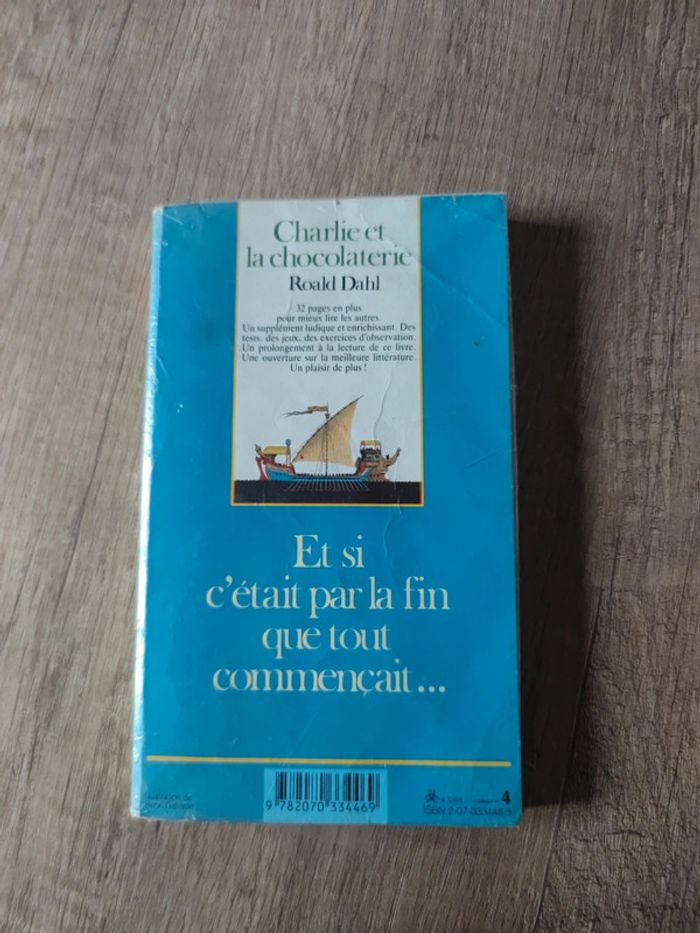 Charlie et
la chocolaterie
Roald Dahl
32 pages en plus
pour mieux lire les autres.
Un supplément ludique et enrichissant. Des
tests, des jeux, des exercices d'observation.
Un prolongement à la lecture de ce livre.
Une ouverture sur la meilleure littérature.
Un plaisir de plus !
Et si
c'était par la fin
que tout
commençait...
Illustration de
9 782070 334469
catégorie 4
ISBN 2-07-033446-5